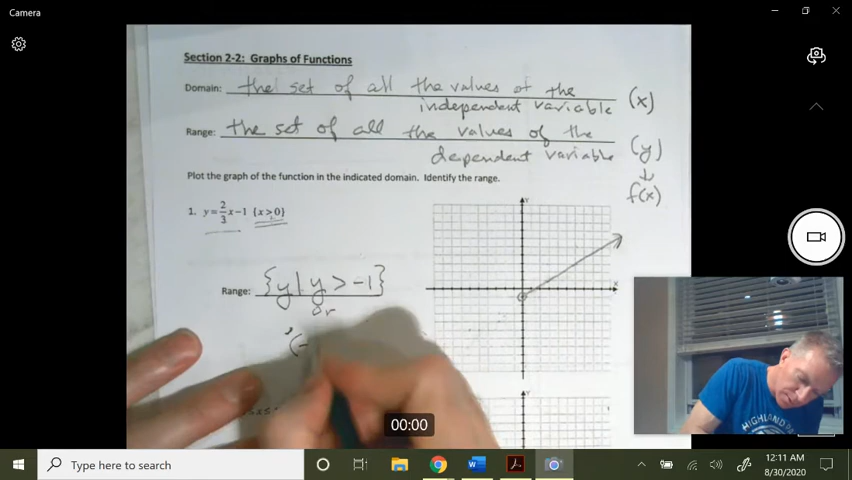 Camera
Section 2-2: Graphs of Functions
Domain: the set of all the values of the
independent variable (x)
Range: the set of all the values of the
dependent variable (y)
f(x)
Plot the graph of the function in the indicated domain. Identify the range.
1. y=2/3x-1 {x>0}
Y
X
Range: {y|y > -1}
or
(-
Y
00:00
Type here to search
12:11 AM
8/30/2020